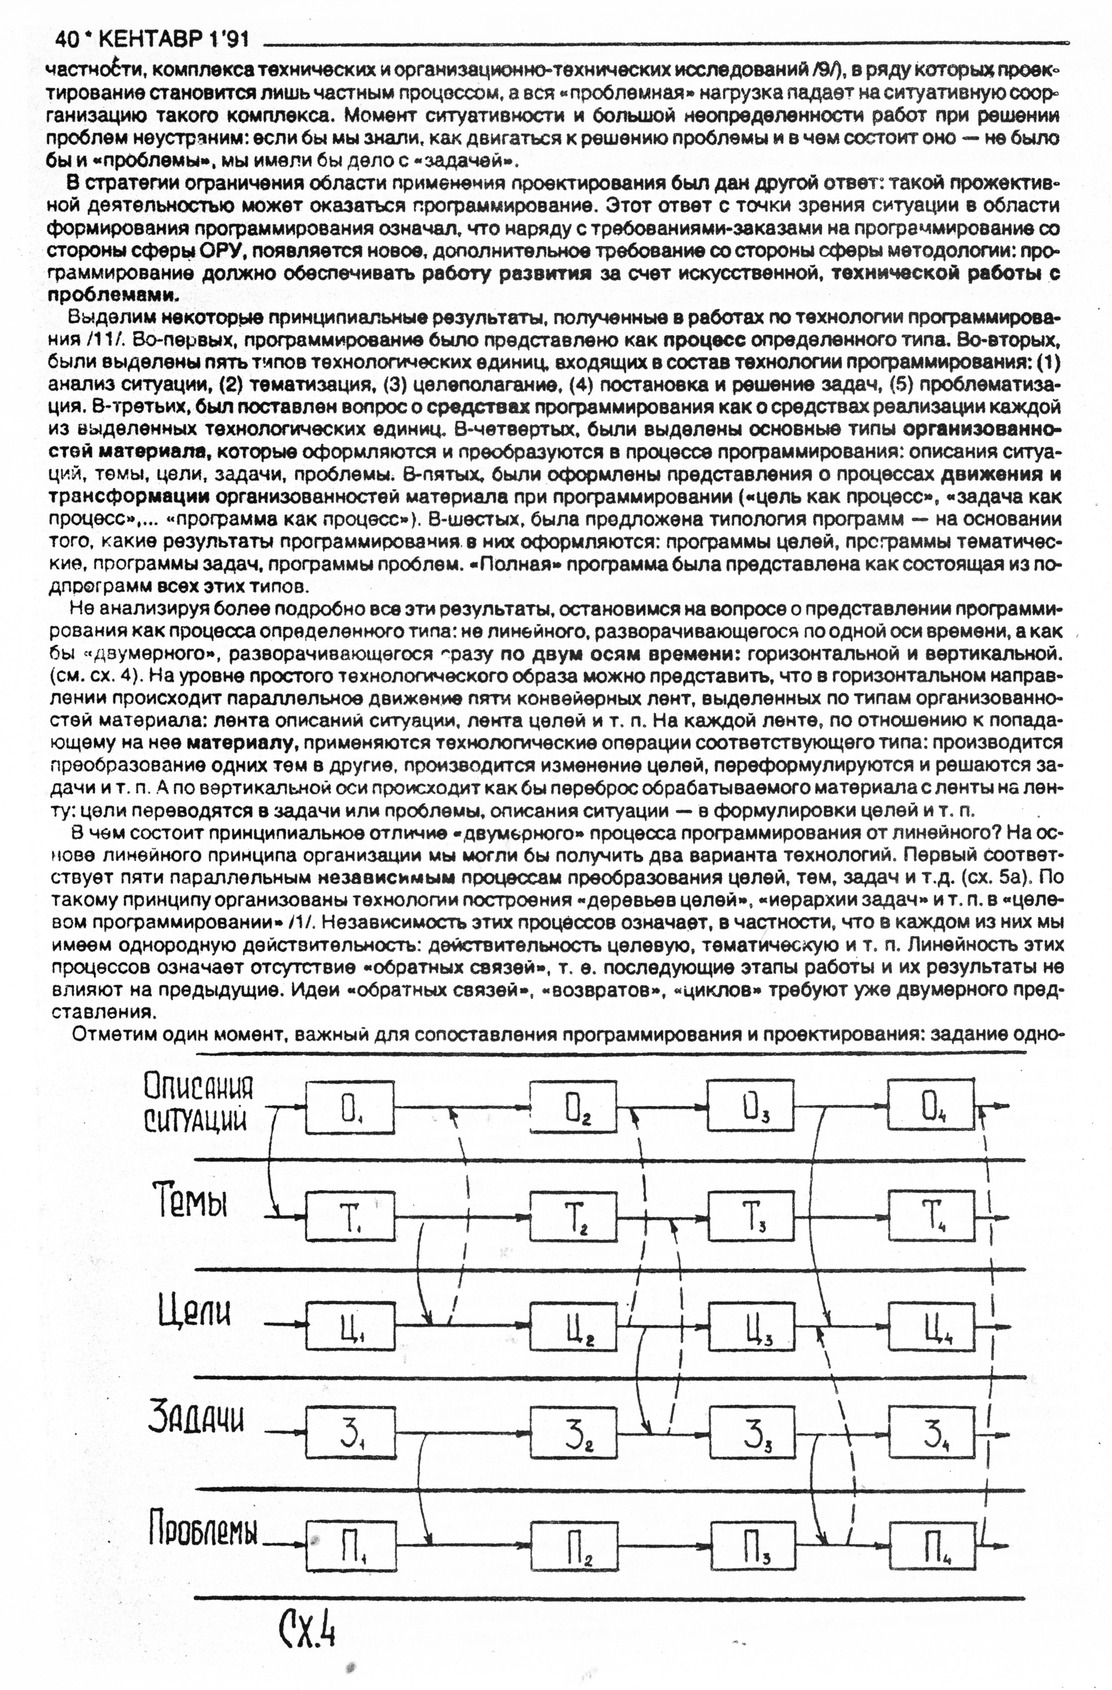 40 * КЕНТАВР 1'91
частности, комплекса технических и организационно-технических исследований /9/), в ряду которых проек-
тирование становится лишь частным процессом, а вся «проблемная» нагрузка падает на ситуативную соор-
ганизацию такого комплекса. Момент ситуативности и большой неопределенности работ при решении
проблем неустраним: если бы мы знали, как двигаться к решению проблемы и в чем состоит оно — не было
бы и «проблемы», мы имели бы дело с «задачей».
В стратегии ограничения области применения проектирования был дан другой ответ: такой прожектив-
ной деятельностью может оказаться программирование. Этот ответ с точки зрения ситуации в области
формирования программирования означал, что наряду с требованиями-заказами на программирование со
стороны сферы ОРУ, появляется новое, дополнительное требование со стороны сферы методологии: про-
граммирование должно обеспечивать работу развития за счет искусственной, технической работы с
проблемами.
Выделим некоторые принципиальные результаты, полученные в работах по технологии программирова-
ния /11/. Во-первых, программирование было представлено как процесс определенного типа. Во-вторых,
были выделены пять типов технологических единиц, входящих в состав технологии программирования: (1)
анализ ситуации, (2) тематизация, (3) целеполагание, (4) постановка и решение задач, (5) проблематиза-
ция. В-третьих, был поставлен вопрос о средствах программирования как о средствах реализации каждой
из выделенных технологических единиц. В-четвертых, были выделены основные типы организованно-
стей материала, которые оформляются и преобразуются в процессе программирования: описания ситуа-
ций, темы, цели, задачи, проблемы. В-пятых, были оформлены представления о процессах движения и
трансформации организованностей материала при программировании («цель как процесс», «задача как
процесс»,... «программа как процесс»). В-шестых, была предложена типология программ — на основании
того, какие результаты программирования в них оформляются: программы целей, программы тематичес-
кие, программы задач, программы проблем. «Полная» программа была представлена как состоящая из по-
дпрограмм всех этих типов.
Не анализируя более подробно все эти результаты, остановимся на вопросе о представлении программи-
рования как процесса определенного типа: не линейного, разворачивающегося по одной оси времени, а как
бы «двумерного», разворачивающегося сразу по двум осям времени: горизонтальной и вертикальной.
(см. сх. 4). На уровне простого технологического образа можно представить, что в горизонтальном направ-
лении происходит параллельное движение пяти конвейерных лент, выделенных по типам организованно-
стей материала: лента описаний ситуации, лента целей и т. п. На каждой ленте, по отношению к попада-
ющему на нее материалу, применяются технологические операции соответствующего типа: производится
преобразование одних тем в другие, производится изменение целей, переформулируются и решаются за-
дачи и т. п. А по вертикальной оси происходит как бы переброс обрабатываемого материала с ленты на лен-
ту: цели переводятся в задачи или проблемы, описания ситуации — в формулировки целей и т. п.
В чем состоит принципиальное отличие «двумерного» процесса программирования от линейного? На ос-
нове линейного принципа организации мы могли бы получить два варианта технологий. Первый соответ-
ствует пяти параллельным независимым процессам преобразования целей, тем, задач и т.д. (сх. 5а). По
такому принципу организованы технологии построения «деревьев целей», «иерархии задач» и т. п. в «целе-
вом программировании» /1/. Независимость этих процессов означает, в частности, что в каждом из них мы
имеем однородную действительность: действительность целевую, тематическую и т. п. Линейность этих
процессов означает отсутствие «обратных связей», т. е. последующие этапы работы и их результаты не
влияют на предыдущие. Идеи «обратных связей», «возвратов», «циклов» требуют уже двумерного пред-
ставления.
Отметим один момент, важный для сопоставления программирования и проектирования: задание одно-
Описания
ситуаций
О1 О2 О3 О4
Темы
Т1 Т2 Т3 Т4
Цели
Ц1 Ц2 Ц3 Ц4
Задачи
З1 З2 З3 З4
Проблемы
П1 П2 П3 П4
Сх.4